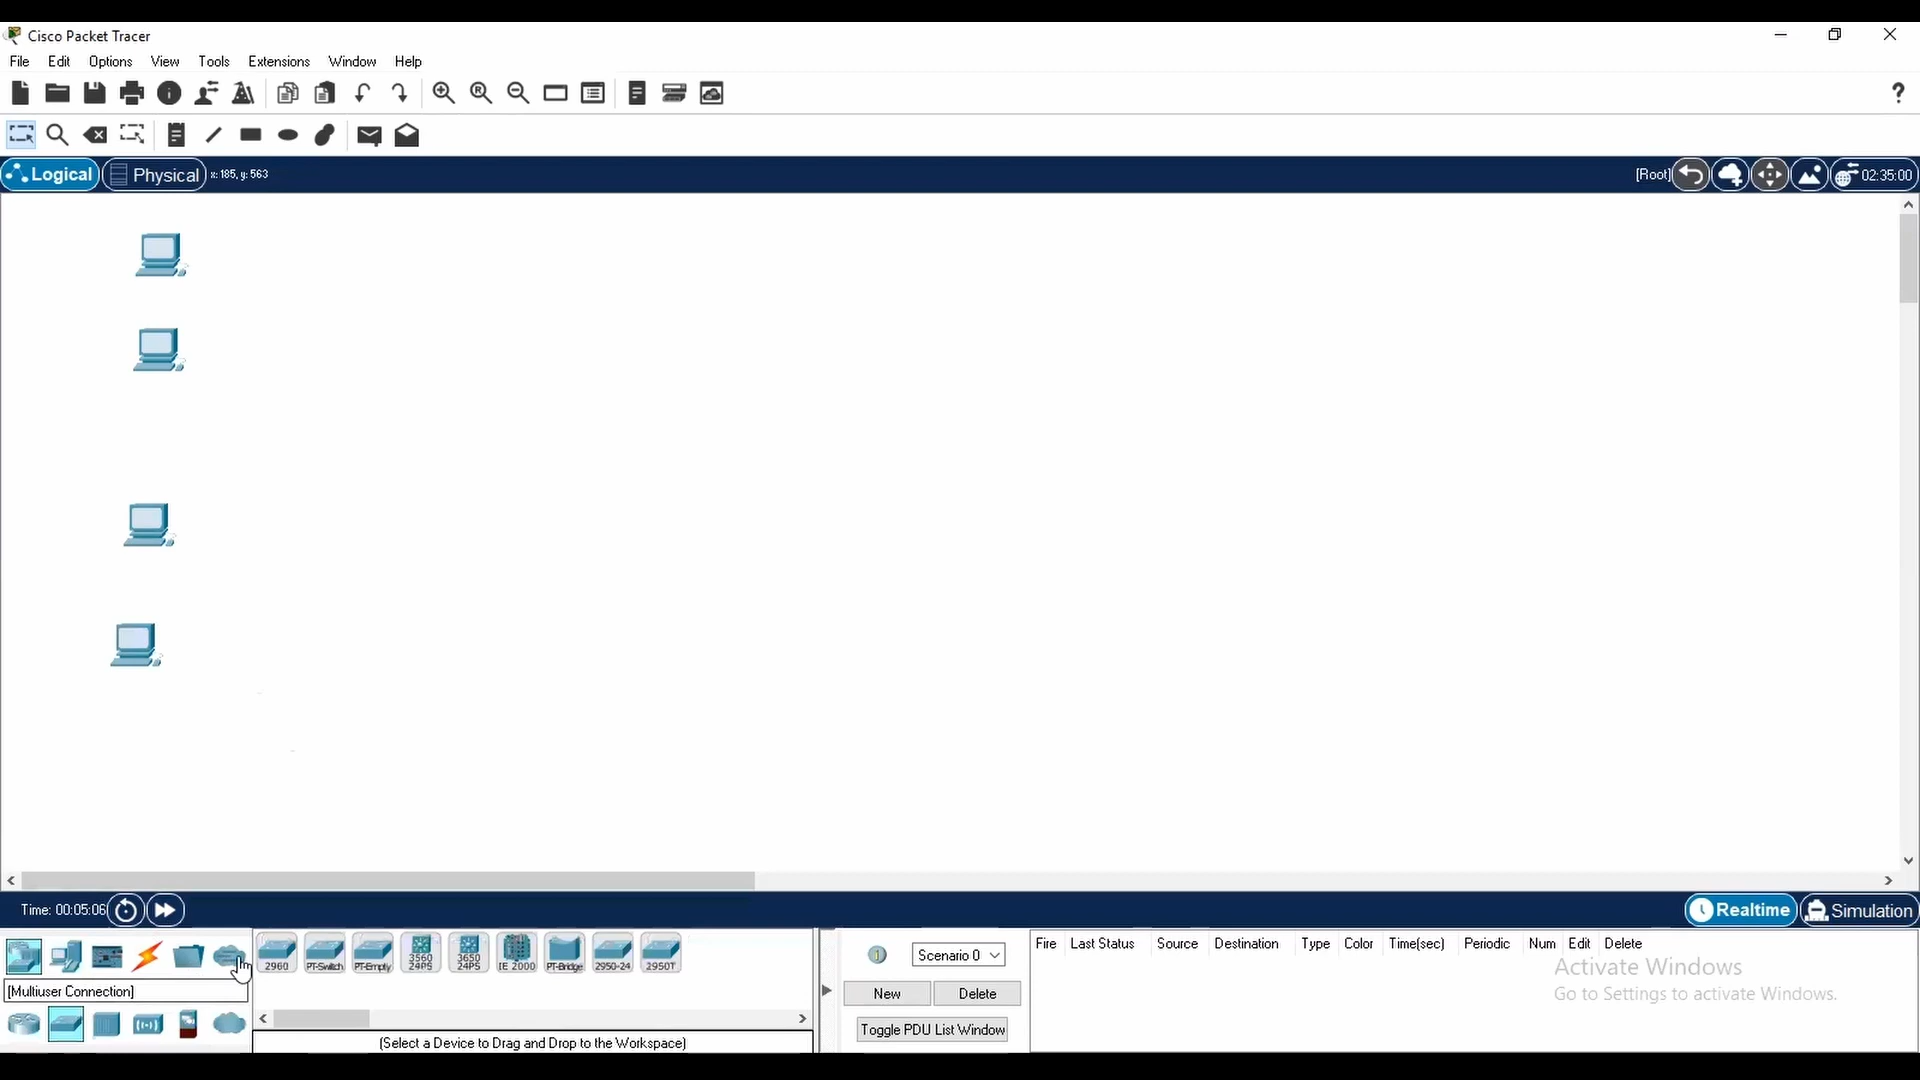 Cisco Packet Tracer
File Edit Options View Tools Extensions Window Help
Logical Physical x: 185, y: 563 [Root] 02:35:00
Time: 00:05:06 Realtime Simulation
2960 PT-Switch PT-Empty 3560 24PS 3650 24PS IE 2000 PT-Bridge 2950-24 2950T
[Multiuser Connection]
(Select a Device to Drag and Drop to the Workspace)
Scenario 0
New Delete
Toggle PDU List Window
Fire Last Status Source Destination Type Color Time(sec) Periodic Num Edit Delete
Activate Windows
Go to Settings to activate Windows.